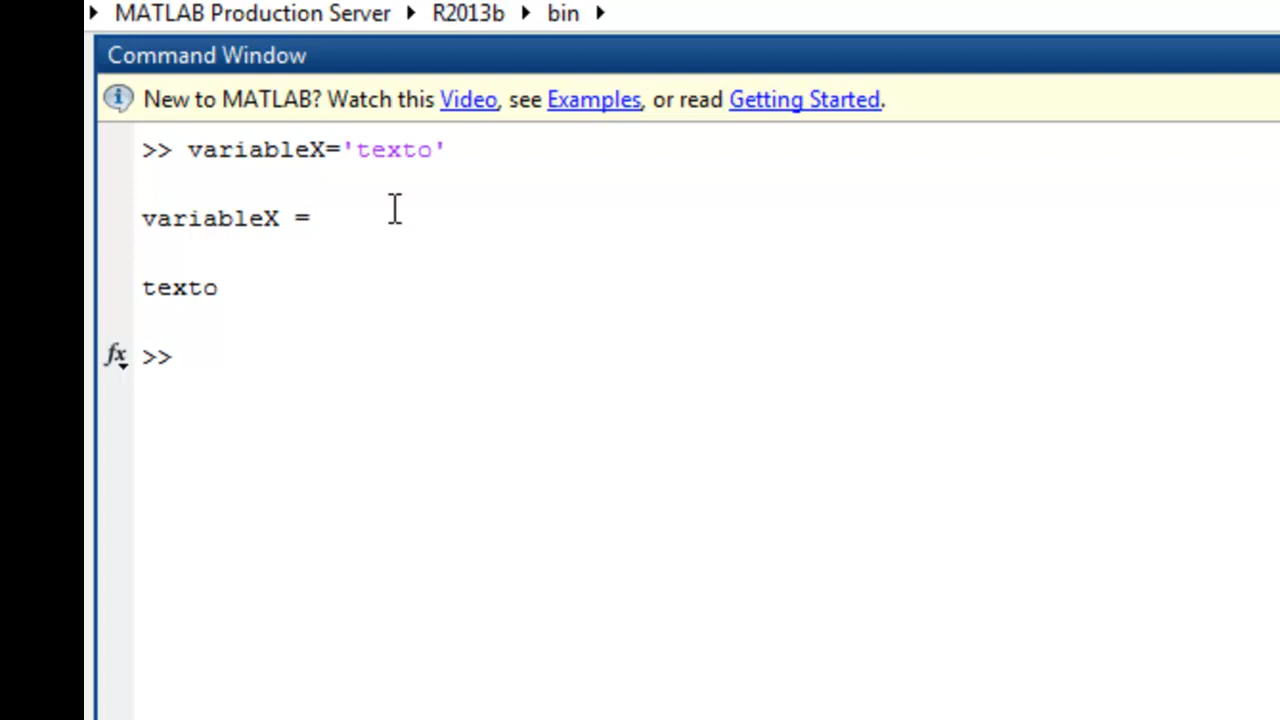 MATLAB Production Server R2013b bin
Command Window
New to MATLAB? Watch this Video, see Examples, or read Getting Started.
>> variableX='texto'
variableX =
texto
fx >>